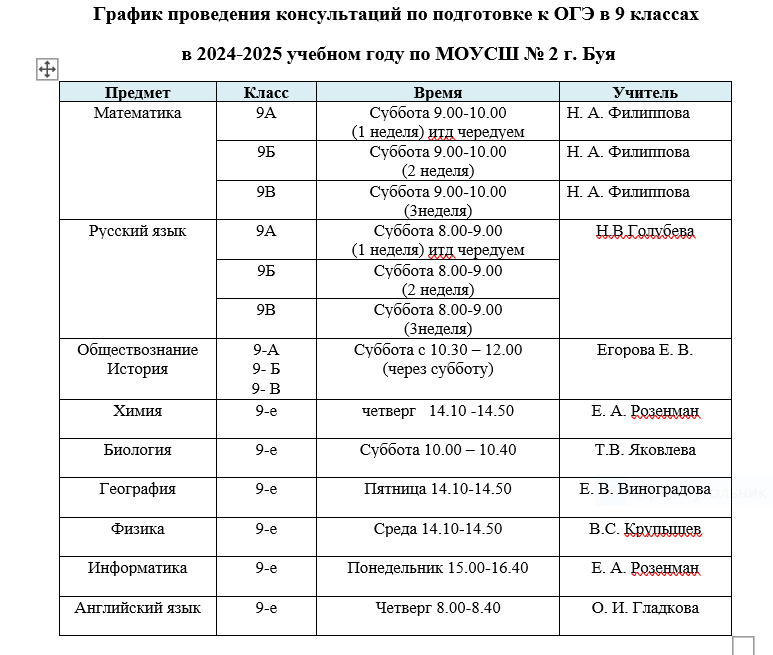 График проведения консультаций по подготовке к ОГЭ в 9 классах
в 2024-2025 учебном году по МОУСШ № 2 г. Буя
Предмет Класс Время Учитель
Математика 9А Суббота 9.00-10.00 Н. А. Филиппова
(1 неделя) итд чередуем
9Б Суббота 9.00-10.00 Н. А. Филиппова
(2 неделя)
9В Суббота 9.00-10.00 Н. А. Филиппова
(3неделя)
Русский язык 9А Суббота 8.00-9.00 Н.В.Голубева
(1 неделя) итд чередуем
9Б Суббота 8.00-9.00
(2 неделя)
9В Суббота 8.00-9.00
(3неделя)
Обществознание 9-А Суббота с 10.30 – 12.00 Егорова Е. В.
История 9- Б (через субботу)
9- В
Химия 9-е четверг 14.10 -14.50 Е. А. Розенман
Биология 9-е Суббота 10.00 – 10.40 Т.В. Яковлева
География 9-е Пятница 14.10-14.50 Е. В. Виноградова
Физика 9-е Среда 14.10-14.50 В.С. Крупышев
Информатика 9-е Понедельник 15.00-16.40 Е. А. Розенман
Английский язык 9-е Четверг 8.00-8.40 О. И. Гладкова